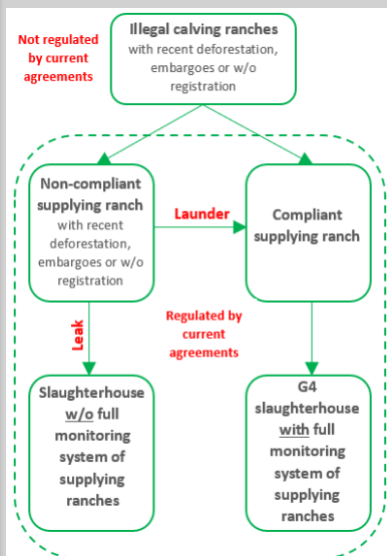 Illegal calving ranches
with recent deforestation,
embargoes or w/o
registration
Not regulated
by current
agreements
Non-compliant
supplying ranch
with recent
deforestation,
embargoes or w/o
registration
Launder
Compliant
supplying ranch
Leak
Regulated by
current
agreements
Slaughterhouse
w/o full
monitoring
system of
supplying
ranches
G4
slaughterhouse
with full
monitoring
system of
supplying
ranches